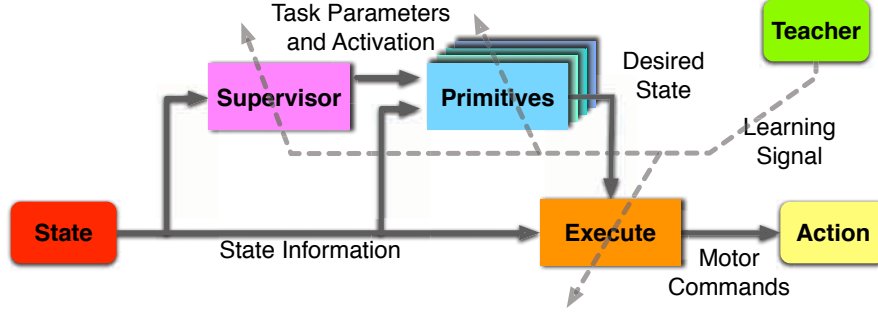 Task Parameters
and Activation
Teacher
Supervisor
Primitives
Desired
State
Learning
Signal
State
State Information
Execute
Motor
Commands
Action